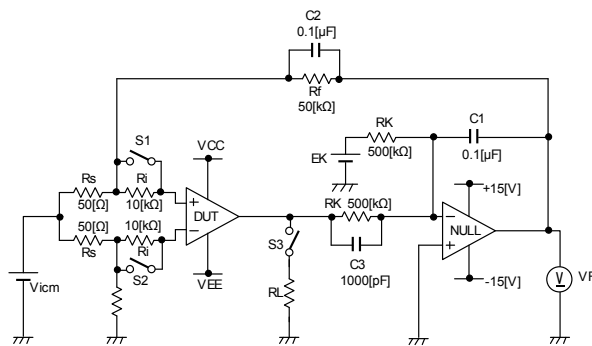 C2
0.1[μF]
Rf
50[kΩ]
RK
500[kΩ]
EK
C1
0.1[μF]
S1
VCC
Rs
50[Ω]
Ri
10[kΩ]
+
−
DUT
50[Ω]
Rs
10[kΩ]
Ri
S2
VEE
Vicm
S3
RL
RK 500[kΩ]
C3
1000[pF]
−
+
NULL
+15[V]
-15[V]
V